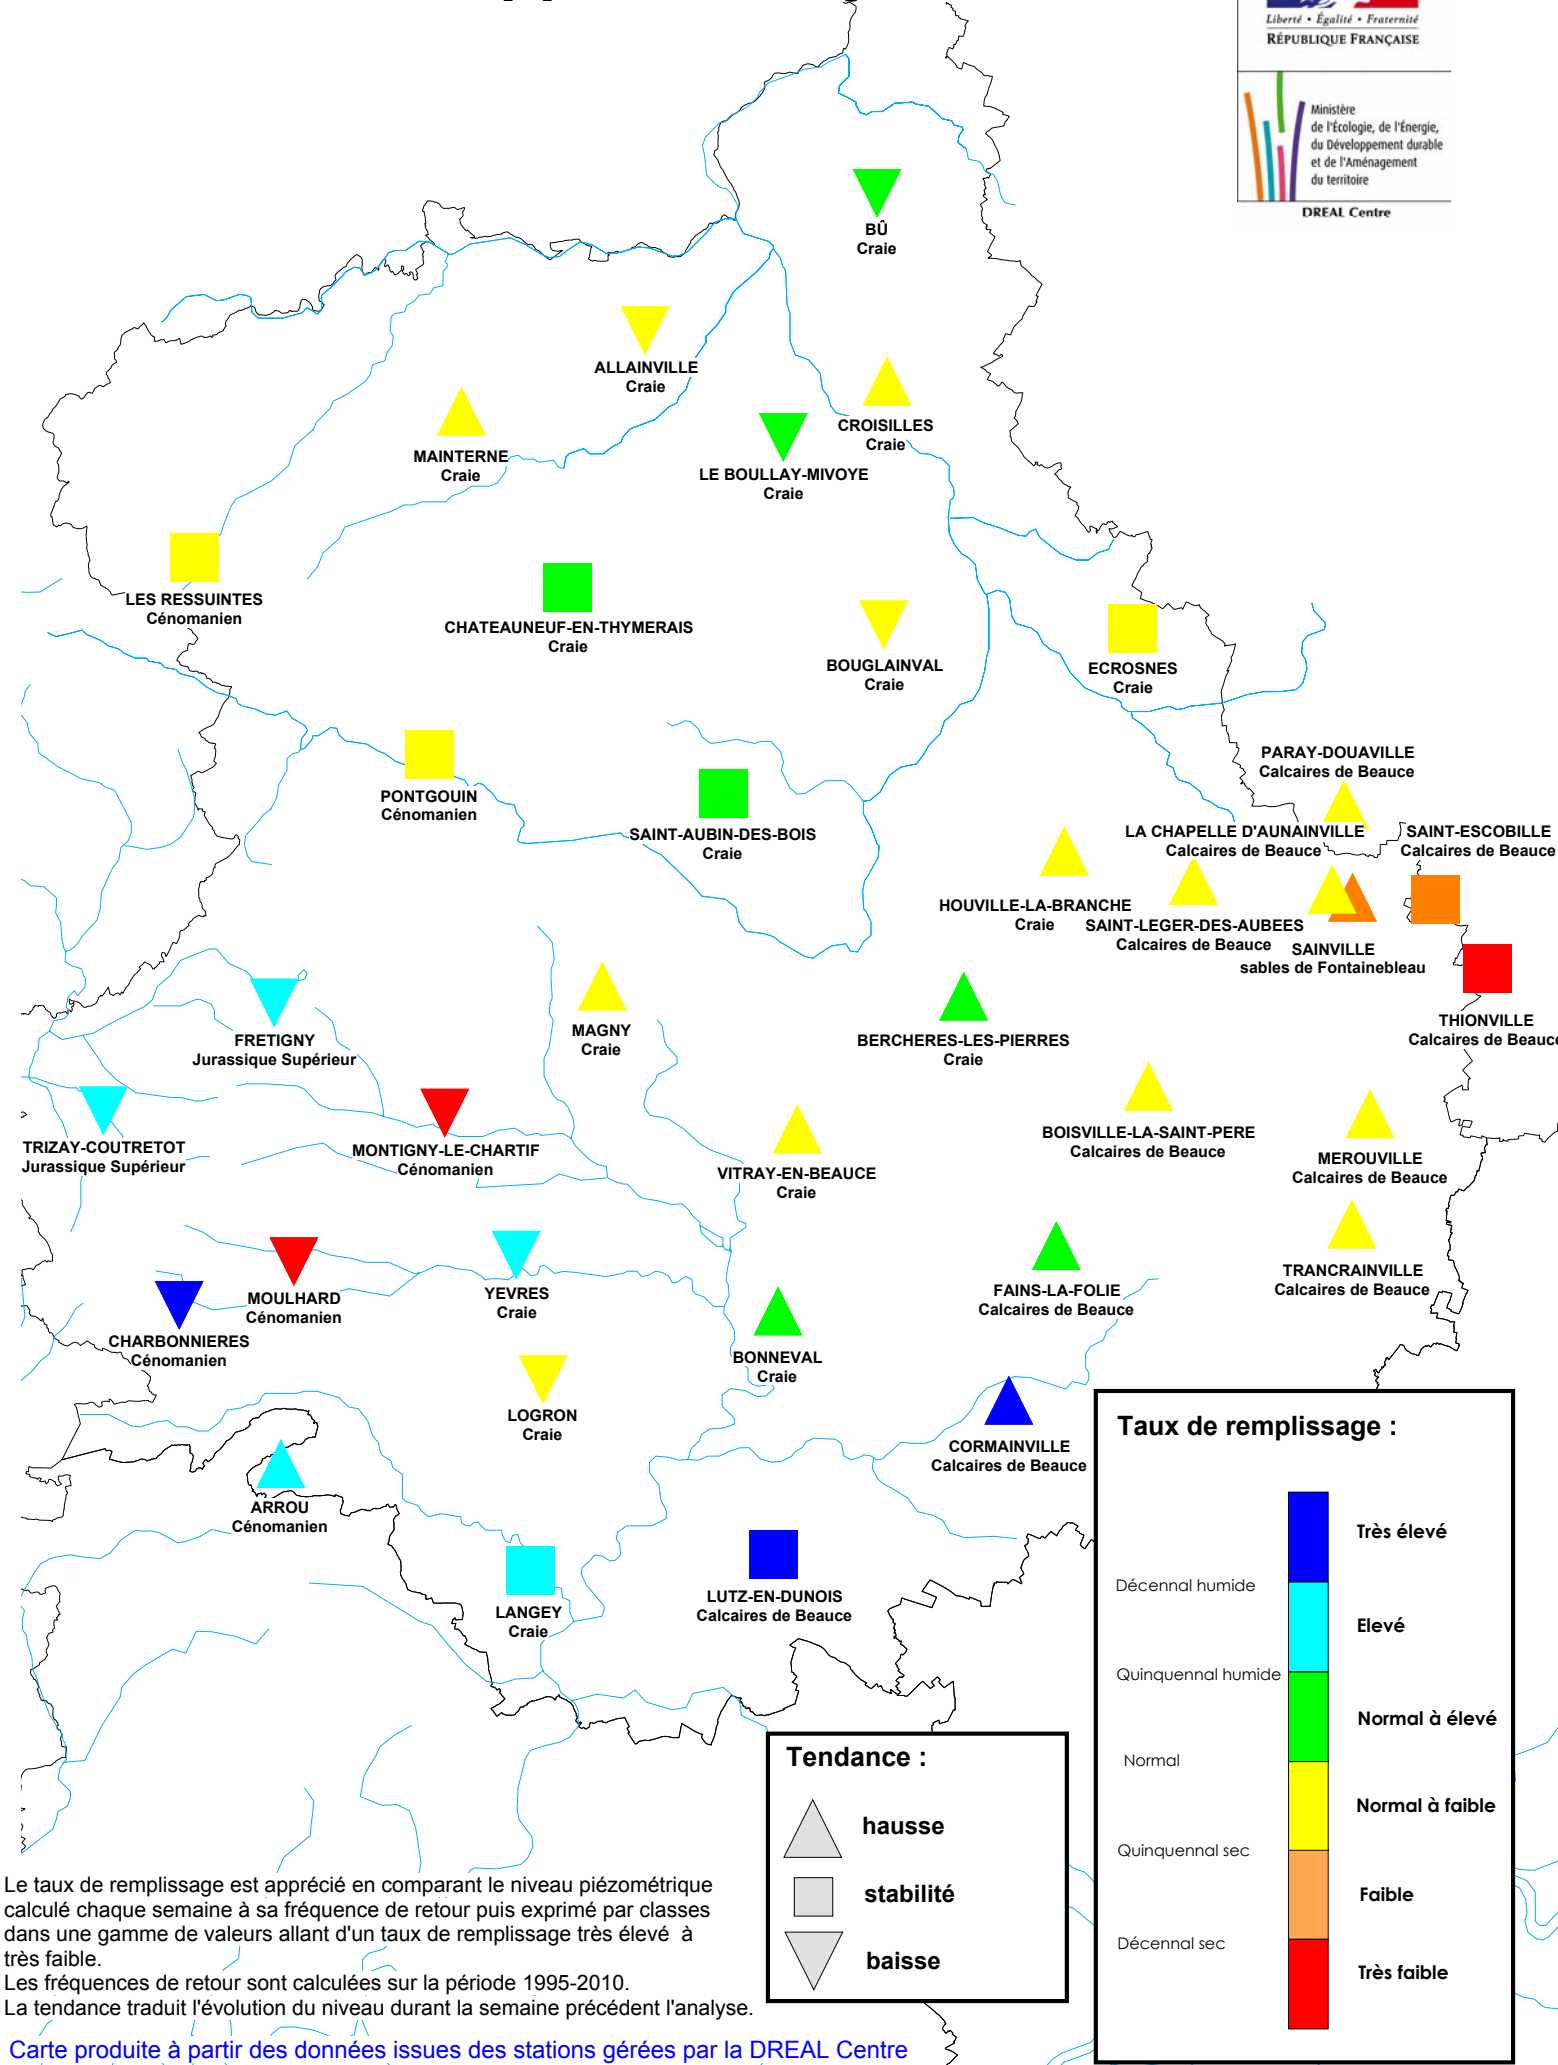 Liberté • Égalité • Fraternité
RÉPUBLIQUE FRANÇAISE
Ministère
de l'Écologie, de l'Énergie,
du Développement durable
et de l'Aménagement
du territoire
DREAL Centre
BÛ
Craie
ALLAINVILLE
Craie
CROISILLES
Craie
MAINTERNE
Craie
LE BOULLAY-MIVOYE
Craie
LES RESSUINTES
Cénomanien
CHATEAUNEUF-EN-THYMERAIS
Craie
BOUGLAINVAL
Craie
ECROSNES
Craie
PARAY-DOUAVILLE
Calcaires de Beauce
PONTGOUIN
Cénomanien
SAINT-AUBIN-DES-BOIS
Craie
LA CHAPELLE D'AUNAINVILLE
Calcaires de Beauce
SAINT-ESCOBILLE
Calcaires de Beauce
HOUVILLE-LA-BRANCHE
Craie
SAINT-LEGER-DES-AUBEES
Calcaires de Beauce
SAINVILLE
sables de Fontainebleau
THIONVILLE
Calcaires de Beauce
FRETIGNY
Jurassique Supérieur
MAGNY
Craie
BERCHERES-LES-PIERRES
Craie
TRIZAY-COUTRETOT
Jurassique Supérieur
MONTIGNY-LE-CHARTIF
Cénomanien
VITRAY-EN-BEAUCE
Craie
BOISVILLE-LA-SAINT-PERE
Calcaires de Beauce
MEROUVILLE
Calcaires de Beauce
MOULHARD
Cénomanien
YEVRES
Craie
FAINS-LA-FOLIE
Calcaires de Beauce
TRANCRAINVILLE
Calcaires de Beauce
CHARBONNIERES
Cénomanien
BONNEVAL
Craie
LOGRON
Craie
CORMAINVILLE
Calcaires de Beauce
ARROU
Cénomanien
LANGEY
Craie
LUTZ-EN-DUNOIS
Calcaires de Beauce
Taux de remplissage :
Très élevé
Décennal humide
Elevé
Quinquennal humide
Normal à élevé
Normal
Normal à faible
Quinquennal sec
Faible
Décennal sec
Très faible
Tendance :
hausse
stabilité
baisse
Le taux de remplissage est apprécié en comparant le niveau piézométrique
calculé chaque semaine à sa fréquence de retour puis exprimé par classes
dans une gamme de valeurs allant d'un taux de remplissage très élevé à
très faible.
Les fréquences de retour sont calculées sur la période 1995-2010.
La tendance traduit l'évolution du niveau durant la semaine précédent l'analyse.
Carte produite à partir des données issues des stations gérées par la DREAL Centre